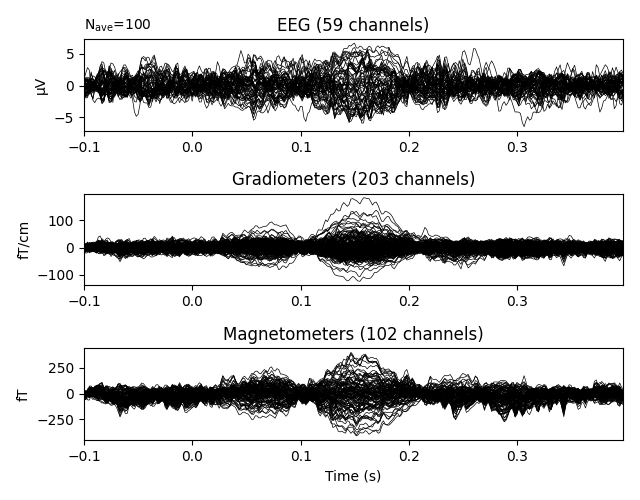 N_ave=100
EEG (59 channels)
µV
5
0
−5
−0.1 0.0 0.1 0.2 0.3
Gradiometers (203 channels)
fT/cm
100
0
−100
−0.1 0.0 0.1 0.2 0.3
Magnetometers (102 channels)
fT
250
0
−250
−0.1 0.0 0.1 0.2 0.3
Time (s)